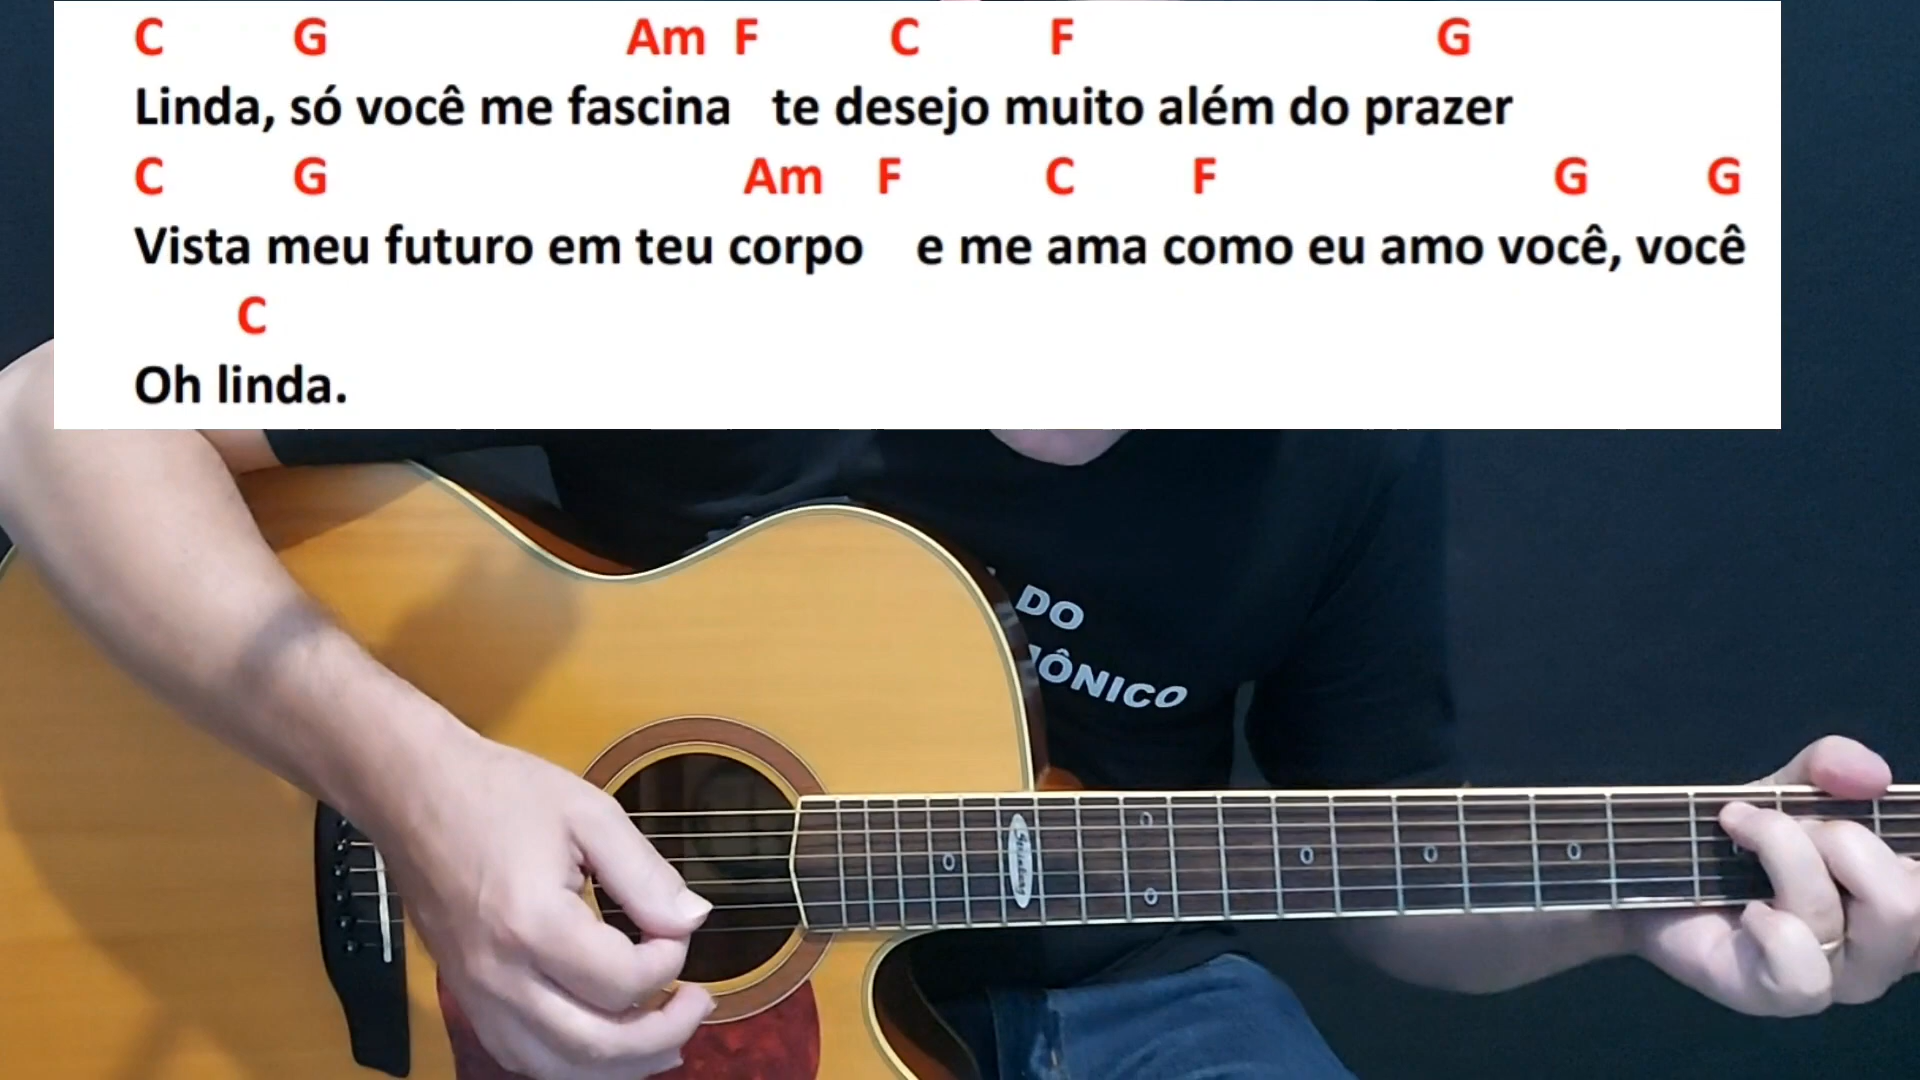 C G Am F C F G
Linda, só você me fascina te desejo muito além do prazer
C G Am F C F G G
Vista meu futuro em teu corpo e me ama como eu amo você, você
C
Oh linda.
DO